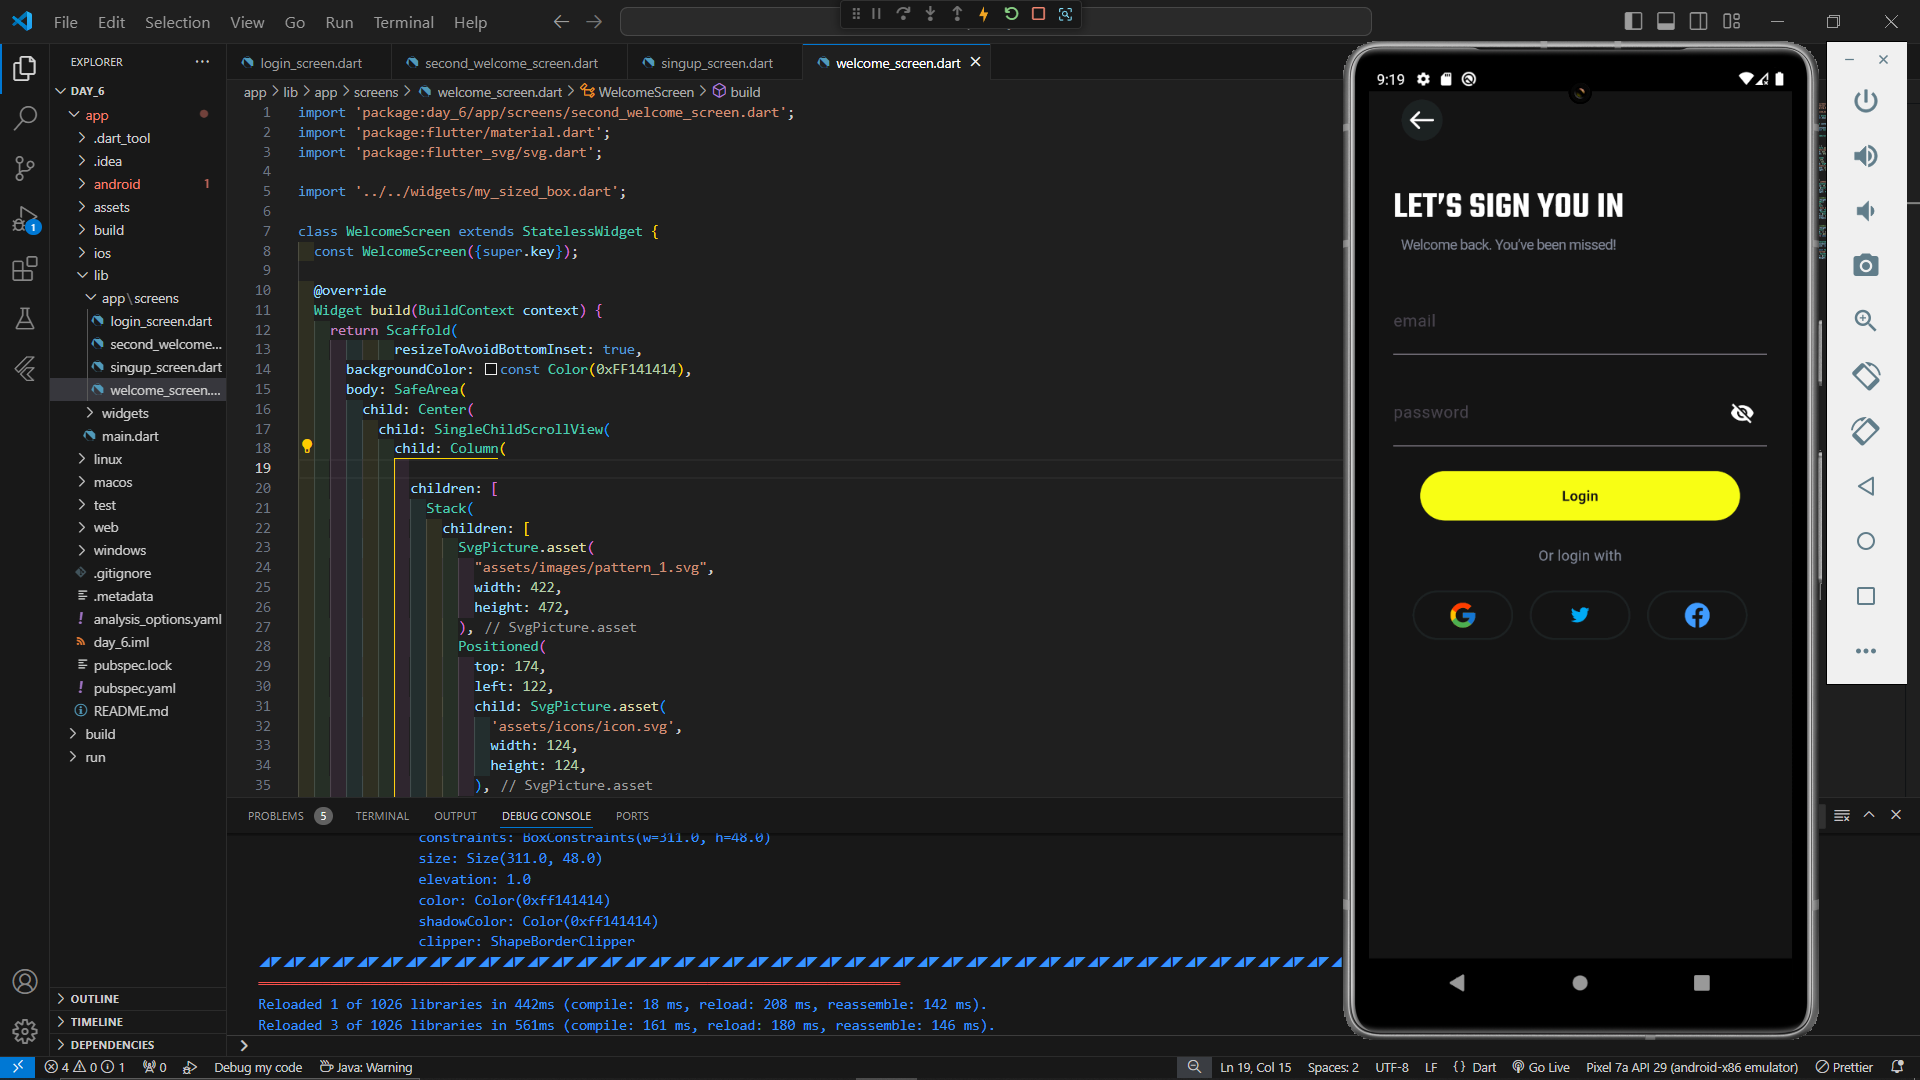 File Edit Selection View Go Run Terminal Help
EXPLORER
DAY_6
app
.dart_tool
.idea
android 1
assets
build
ios
lib
app\screens
login_screen.dart
second_welcome...
singup_screen.dart
welcome_screen....
widgets
main.dart
linux
macos
test
web
windows
.gitignore
.metadata
analysis_options.yaml
day_6.iml
pubspec.lock
pubspec.yaml
README.md
build
run
OUTLINE
TIMELINE
DEPENDENCIES
1
login_screen.dart second_welcome_screen.dart singup_screen.dart welcome_screen.dart
app > lib > app > screens > welcome_screen.dart > WelcomeScreen > build
1 import 'package:day_6/app/screens/second_welcome_screen.dart';
2 import 'package:flutter/material.dart';
3 import 'package:flutter_svg/svg.dart';
4
5 import '../../widgets/my_sized_box.dart';
6
7 class WelcomeScreen extends StatelessWidget {
8 const WelcomeScreen({super.key});
9
10 @override
11 Widget build(BuildContext context) {
12 return Scaffold(
13 resizeToAvoidBottomInset: true,
14 backgroundColor: const Color(0xFF141414),
15 body: SafeArea(
16 child: Center(
17 child: SingleChildScrollView(
18 child: Column(
19
20 children: [
21 Stack(
22 children: [
23 SvgPicture.asset(
24 "assets/images/pattern_1.svg",
25 width: 422,
26 height: 472,
27 ), // SvgPicture.asset
28 Positioned(
29 top: 174,
30 left: 122,
31 child: SvgPicture.asset(
32 'assets/icons/icon.svg',
33 width: 124,
34 height: 124,
35 ), // SvgPicture.asset
PROBLEMS 5 TERMINAL OUTPUT DEBUG CONSOLE PORTS
constraints: BoxConstraints(w=311.0, h=48.0)
size: Size(311.0, 48.0)
elevation: 1.0
color: Color(0xff141414)
shadowColor: Color(0xff141414)
clipper: ShapeBorderClipper
Reloaded 1 of 1026 libraries in 442ms (compile: 18 ms, reload: 208 ms, reassemble: 142 ms).
Reloaded 3 of 1026 libraries in 561ms (compile: 161 ms, reload: 180 ms, reassemble: 146 ms).
9:19
LET'S SIGN YOU IN
Welcome back. You've been missed!
email
password
Login
Or login with
4 0 1 0 Debug my code Java: Warning Ln 19, Col 15 Spaces: 2 UTF-8 LF {} Dart Go Live Pixel 7a API 29 (android-x86 emulator) Prettier